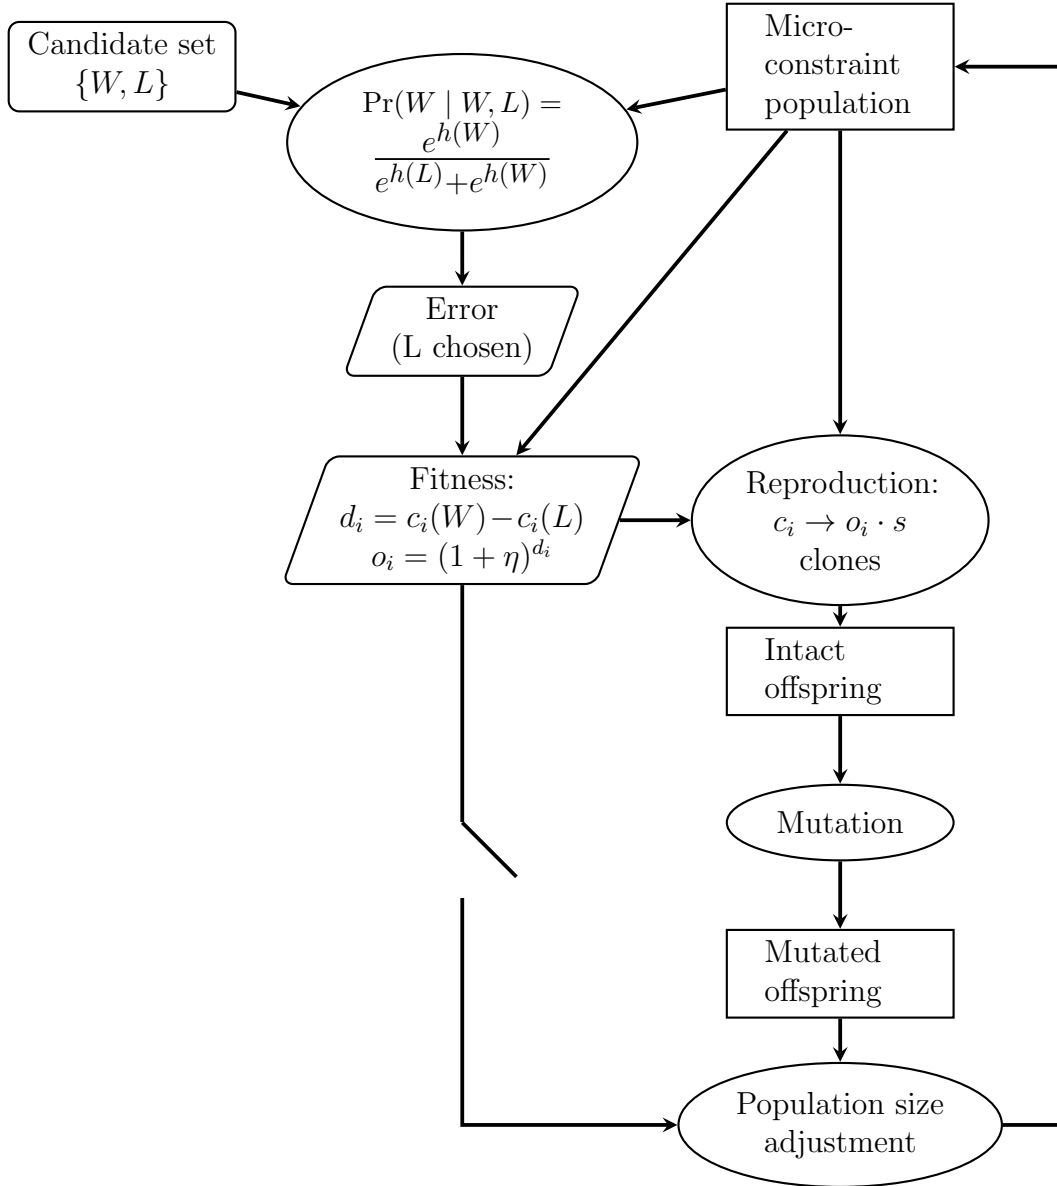 Candidate set
{W, L}
Pr(W | W, L) =
e^{h(W)}
e^{h(L)}+e^{h(W)}
Micro-
constraint
population
Error
(L chosen)
Fitness:
d_i = c_i(W) − c_i(L)
o_i = (1 + η)^{d_i}
Reproduction:
c_i → o_i · s
clones
Intact
offspring
Mutation
Mutated
offspring
Population size
adjustment